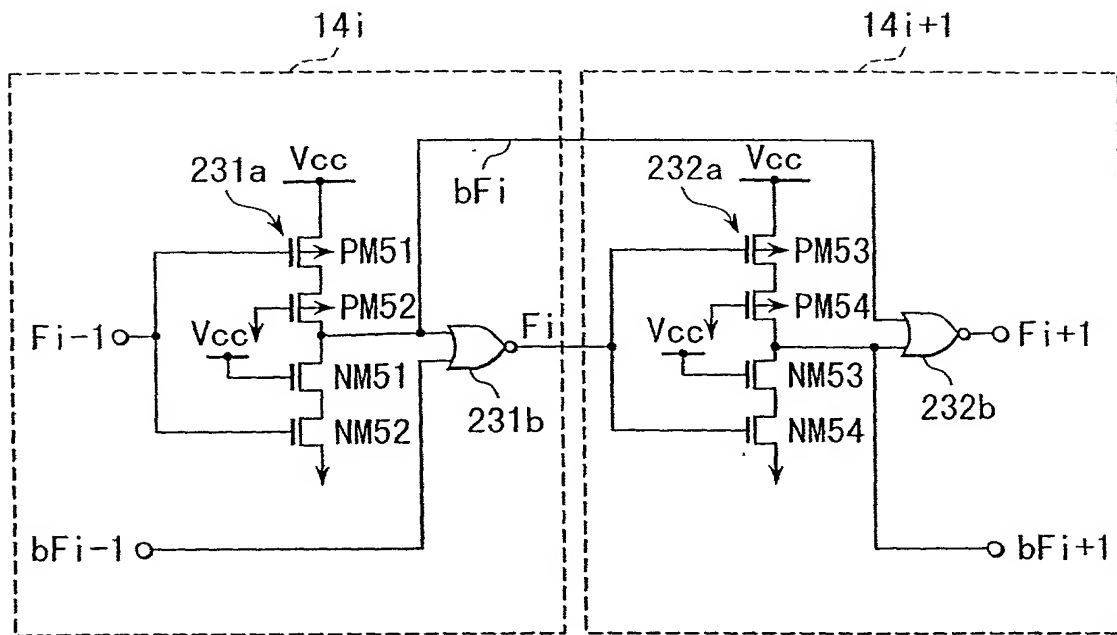 14i
14i+1
231a
Vcc
bFi
232a
Vcc
PM51
PM53
PM52
PM54
Fi-1
Vcc
Fi
Vcc
Fi+1
NM51
NM53
231b
232b
NM52
NM54
bFi-1
bFi+1